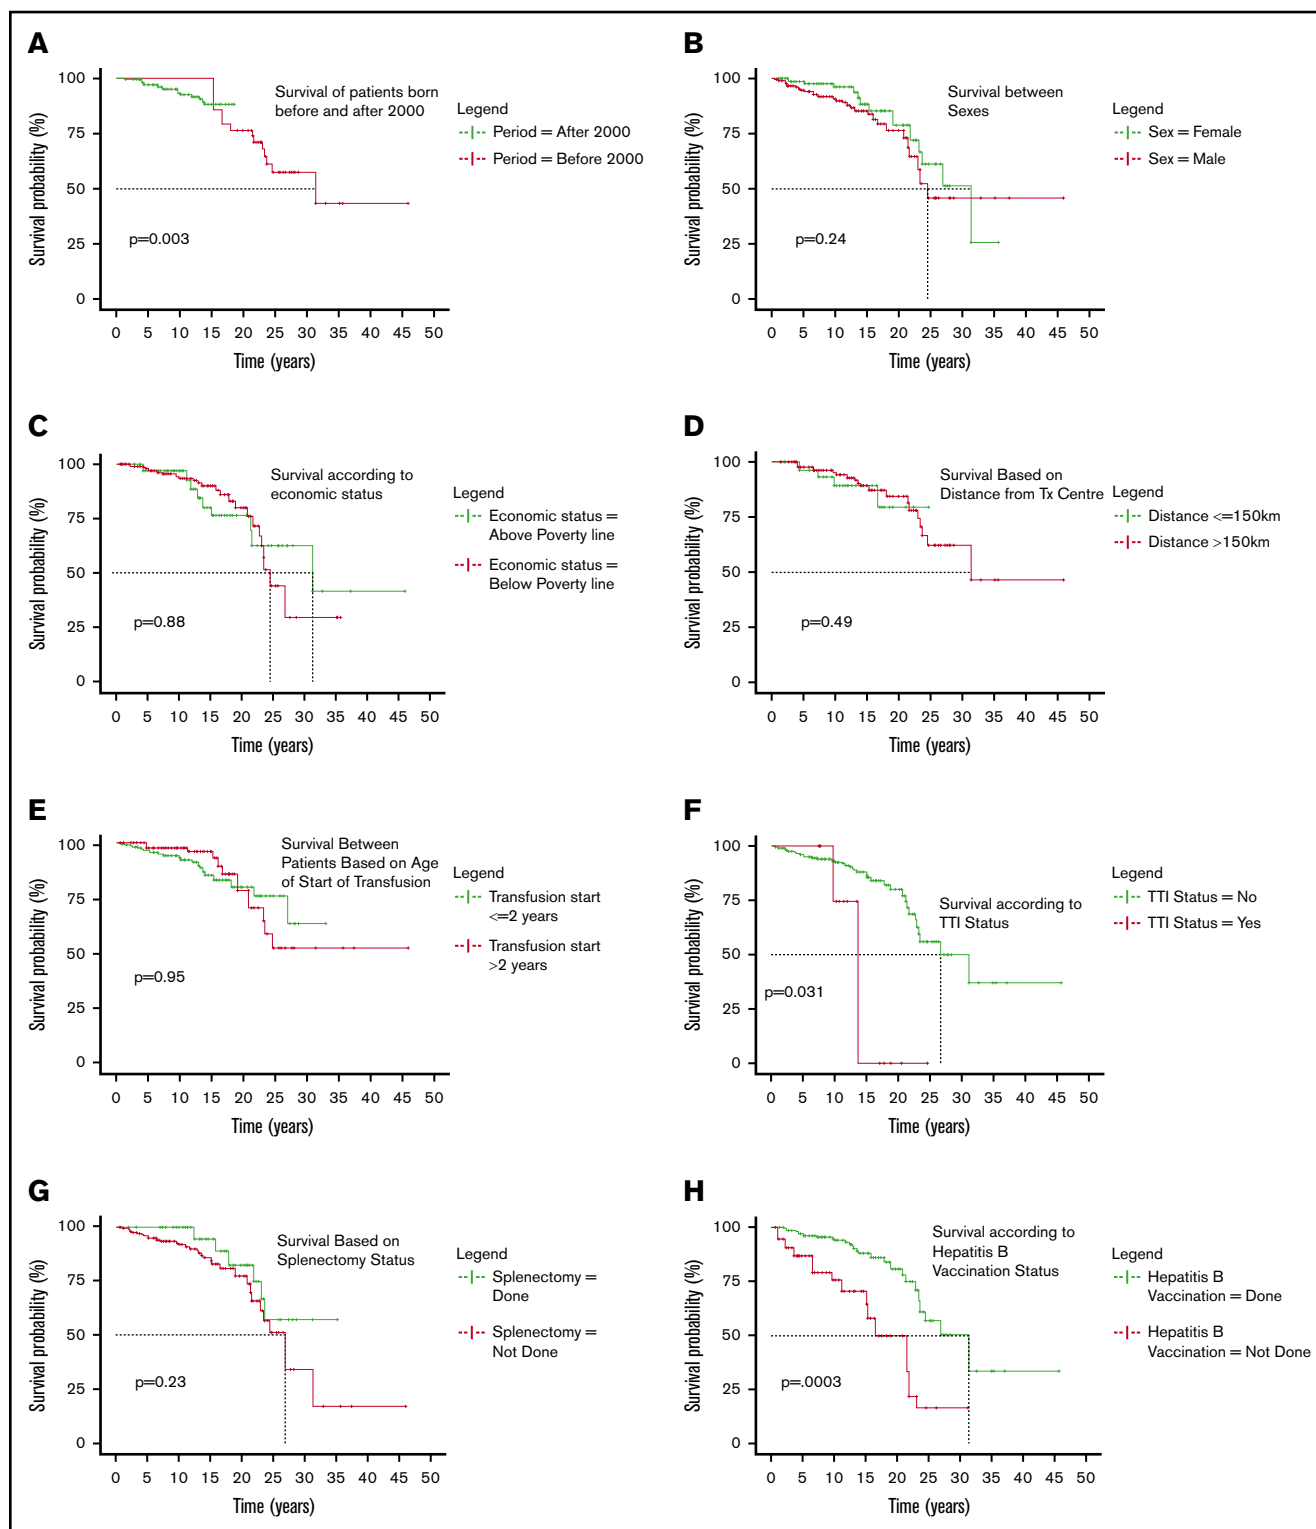 A
Survival probability (%)
100
75
50
25
0
Survival of patients born
before and after 2000
p=0.003
0 5 10 15 20 25 30 35 40 45 50
Time (years)
Legend
Period = After 2000
Period = Before 2000
B
Survival probability (%)
100
75
50
25
0
Survival between
Sexes
p=0.24
0 5 10 15 20 25 30 35 40 45 50
Time (years)
Legend
Sex = Female
Sex = Male
C
Survival probability (%)
100
75
50
25
0
Survival according to
economic status
p=0.88
0 5 10 15 20 25 30 35 40 45 50
Time (years)
Legend
Economic status =
Above Poverty line
Economic status =
Below Poverty line
D
Survival probability (%)
100
75
50
25
0
Survival Based on
Distance from Tx Centre
p=0.49
0 5 10 15 20 25 30 35 40 45 50
Time (years)
Legend
Distance <=150km
Distance >150km
E
Survival probability (%)
100
75
50
25
0
Survival Between
Patients Based on Age
of Start of Transfusion
p=0.95
0 5 10 15 20 25 30 35 40 45 50
Time (years)
Legend
Transfusion start
<=2 years
Transfusion start
>2 years
F
Survival probability (%)
100
75
50
25
0
Survival according to
TTI Status
p=0.031
0 5 10 15 20 25 30 35 40 45 50
Time (years)
Legend
TTI Status = No
TTI Status = Yes
G
Survival probability (%)
100
75
50
25
0
Survival Based on
Splenectomy Status
p=0.23
0 5 10 15 20 25 30 35 40 45 50
Time (years)
Legend
Splenectomy =
Done
Splenectomy =
Not Done
H
Survival probability (%)
100
75
50
25
0
Survival according to
Hepatitis B
Vaccination Status
p=.0003
0 5 10 15 20 25 30 35 40 45 50
Time (years)
Legend
Hepatitis B
Vaccination = Done
Hepatitis B
Vaccination = Not Done